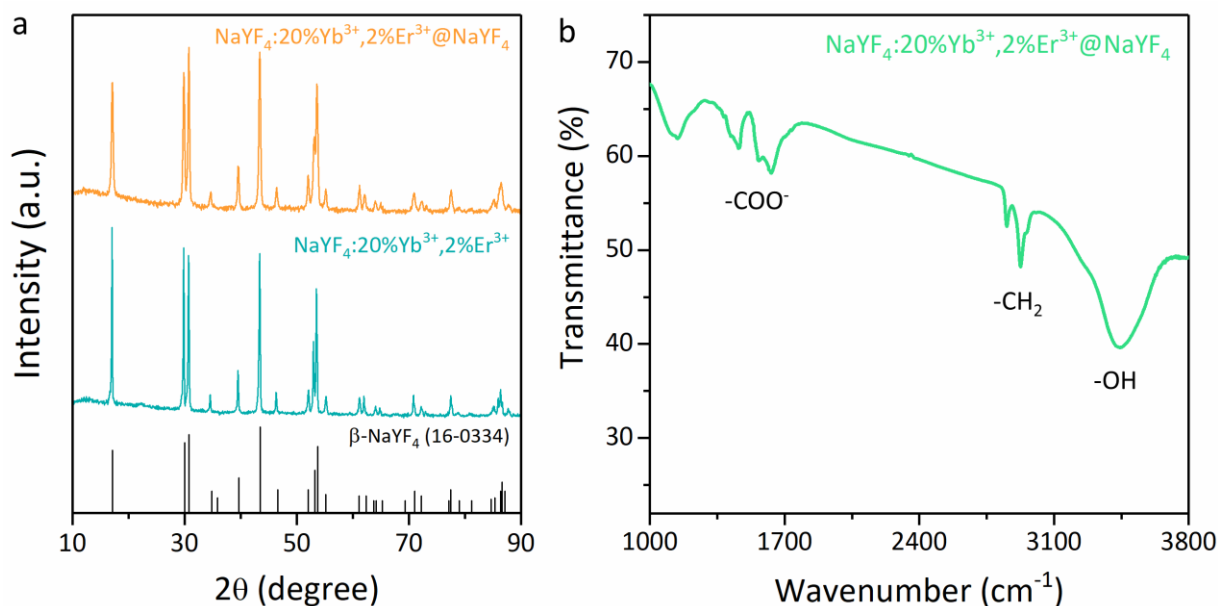 a
NaYF₄:20%Yb³⁺,2%Er³⁺@NaYF₄
NaYF₄:20%Yb³⁺,2%Er³⁺
β-NaYF₄ (16-0334)
Intensity (a.u.)
10 30 50 70 90
2θ (degree)
b
NaYF₄:20%Yb³⁺,2%Er³⁺@NaYF₄
70
60
50
40
30
Transmittance (%)
-COO⁻
-CH₂
-OH
1000 1700 2400 3100 3800
Wavenumber (cm⁻¹)